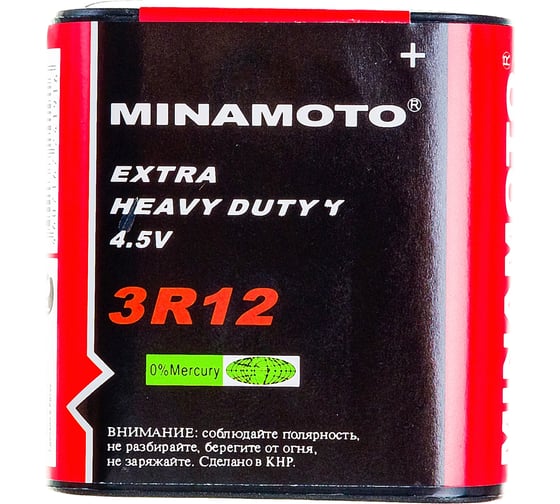 +
MINAMOTO®
EXTRA
HEAVY DUTY
4.5V
3R12
0% Mercury
ВНИМАНИЕ: соблюдайте полярность,
не разбирайте, берегите от огня,
не заряжайте. Сделано в КНР.
MINAMOTO®